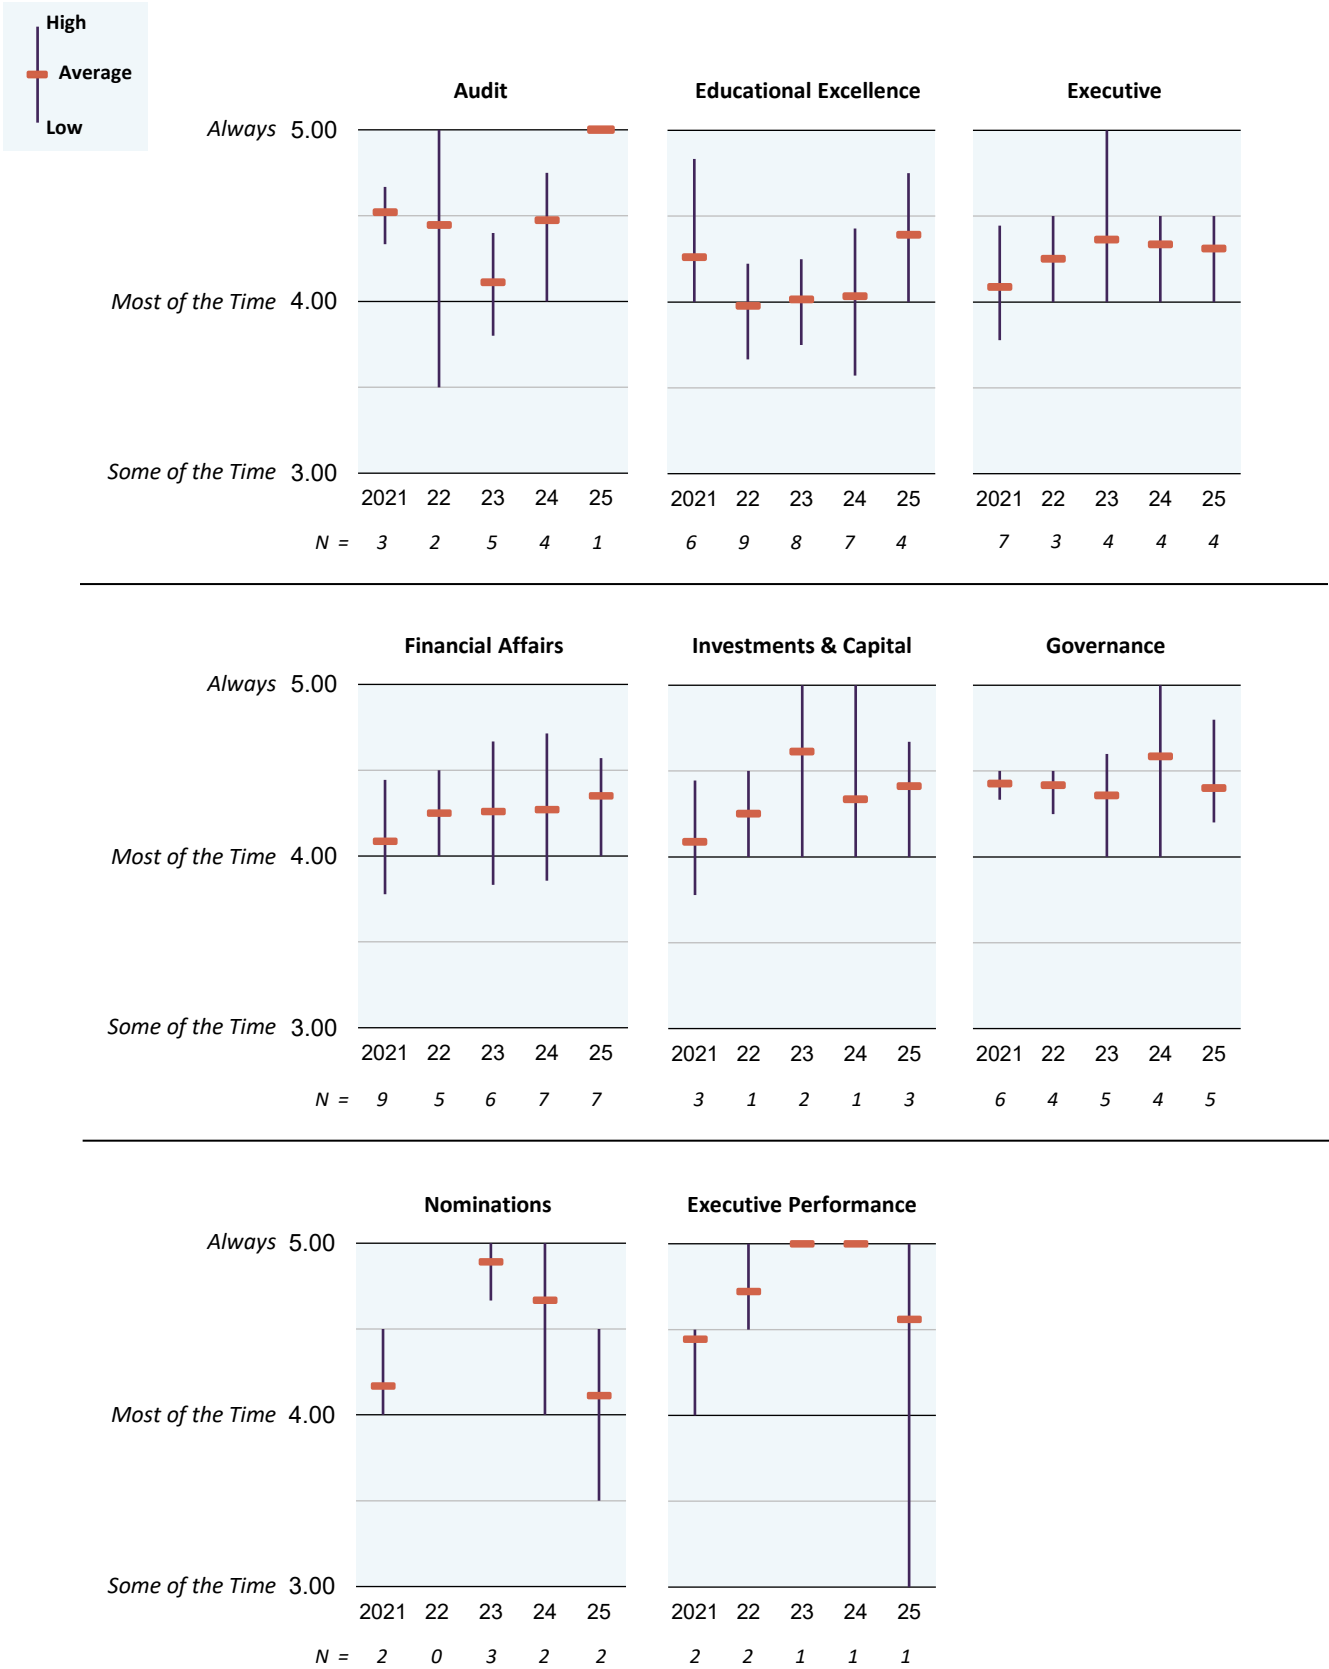 High
Average
Low
Audit Educational Excellence Executive
Always 5.00
Most of the Time 4.00
Some of the Time 3.00
2021 22 23 24 25 2021 22 23 24 25 2021 22 23 24 25
N = 3 2 5 4 1 6 9 8 7 4 7 3 4 4 4
Financial Affairs Investments & Capital Governance
Always 5.00
Most of the Time 4.00
Some of the Time 3.00
2021 22 23 24 25 2021 22 23 24 25 2021 22 23 24 25
N = 9 5 6 7 7 3 1 2 1 3 6 4 5 4 5
Nominations Executive Performance
Always 5.00
Most of the Time 4.00
Some of the Time 3.00
2021 22 23 24 25 2021 22 23 24 25
N = 2 0 3 2 2 2 2 1 1 1